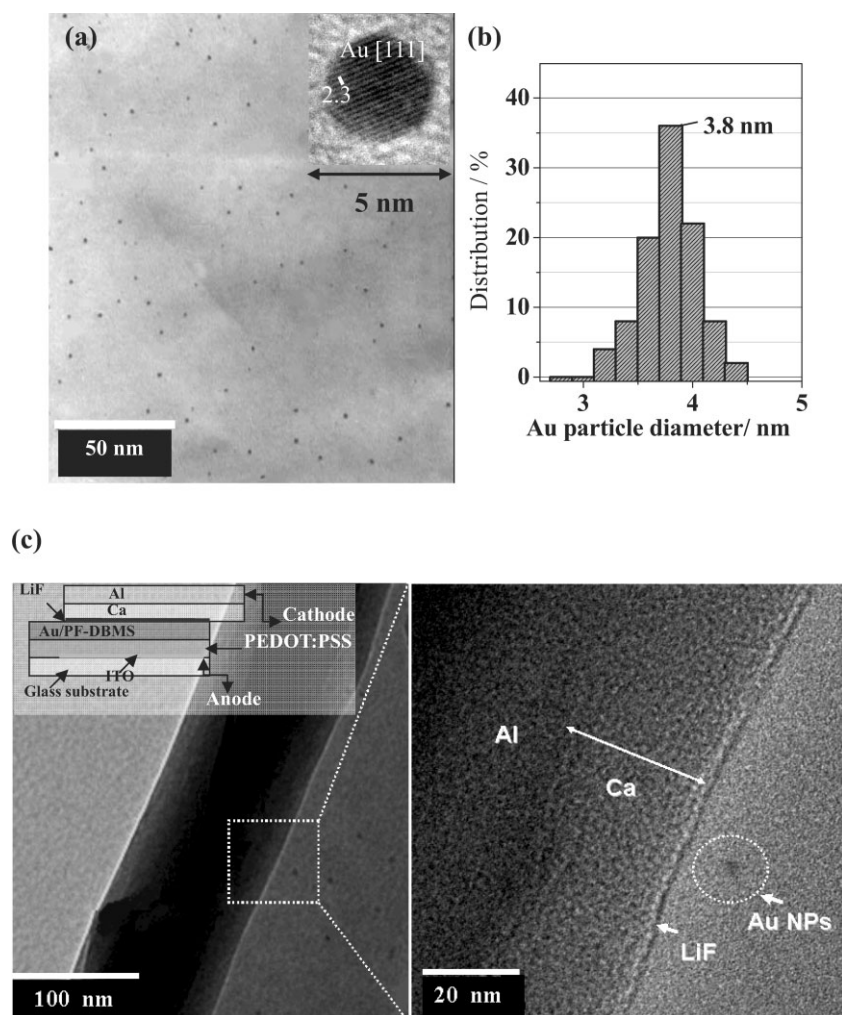 (a)
Au [111]
2.3
5 nm
50 nm
(b)
40
30
20
10
0
3.8 nm
Distribution / %
3
4
5
Au particle diameter/ nm
(c)
LiF
Al
Ca
Cathode
Au/PF-DBMS
PEDOT:PSS
ITO
Glass substrate
Anode
100 nm
Al
Ca
Au NPs
LiF
20 nm